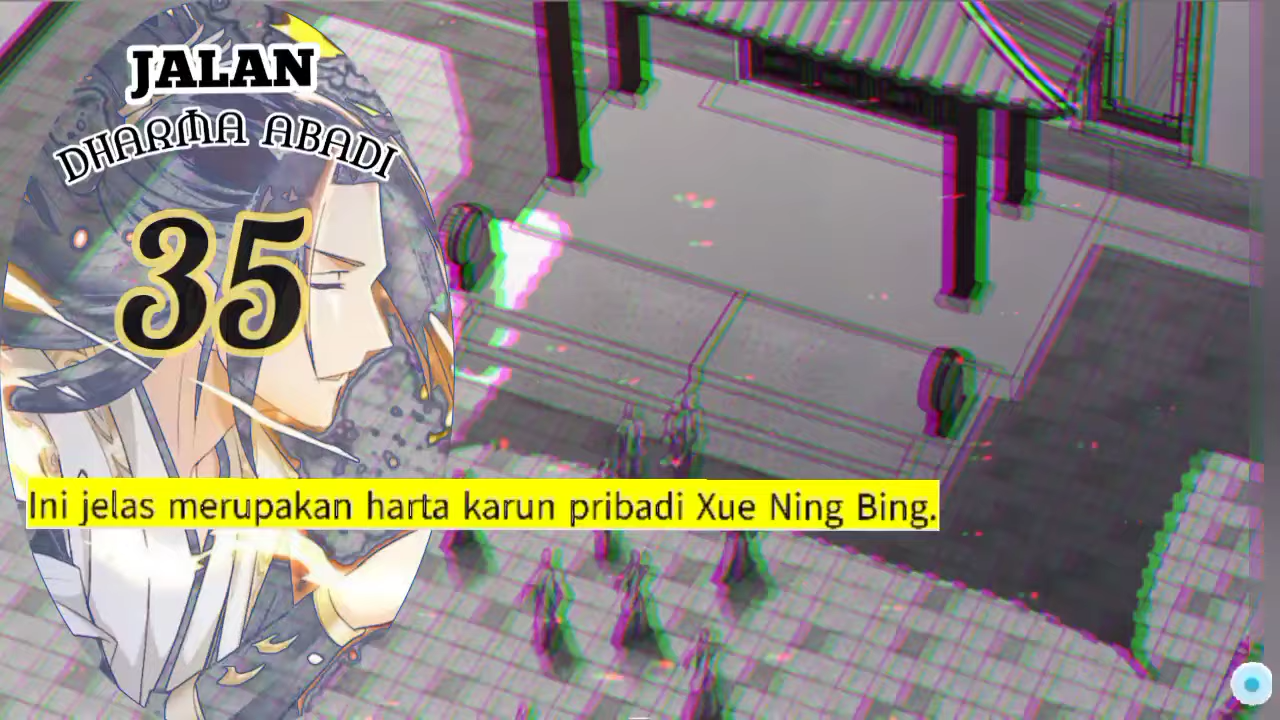 JALAN
DHARMA ABADI
35
Ini jelas merupakan harta karun pribadi Xue Ning Bing.